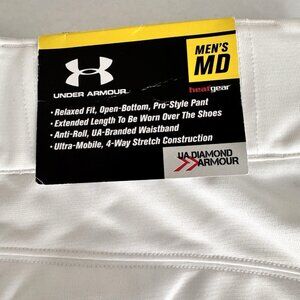 UNDER ARMOUR
MEN'S
MD
heatgear
• Relaxed Fit, Open-Bottom, Pro-Style Pant
• Extended Length To Be Worn Over The Shoes
• Anti-Roll, UA-Branded Waistband
• Ultra-Mobile, 4-Way Stretch Construction
UA DIAMOND
ARMOUR